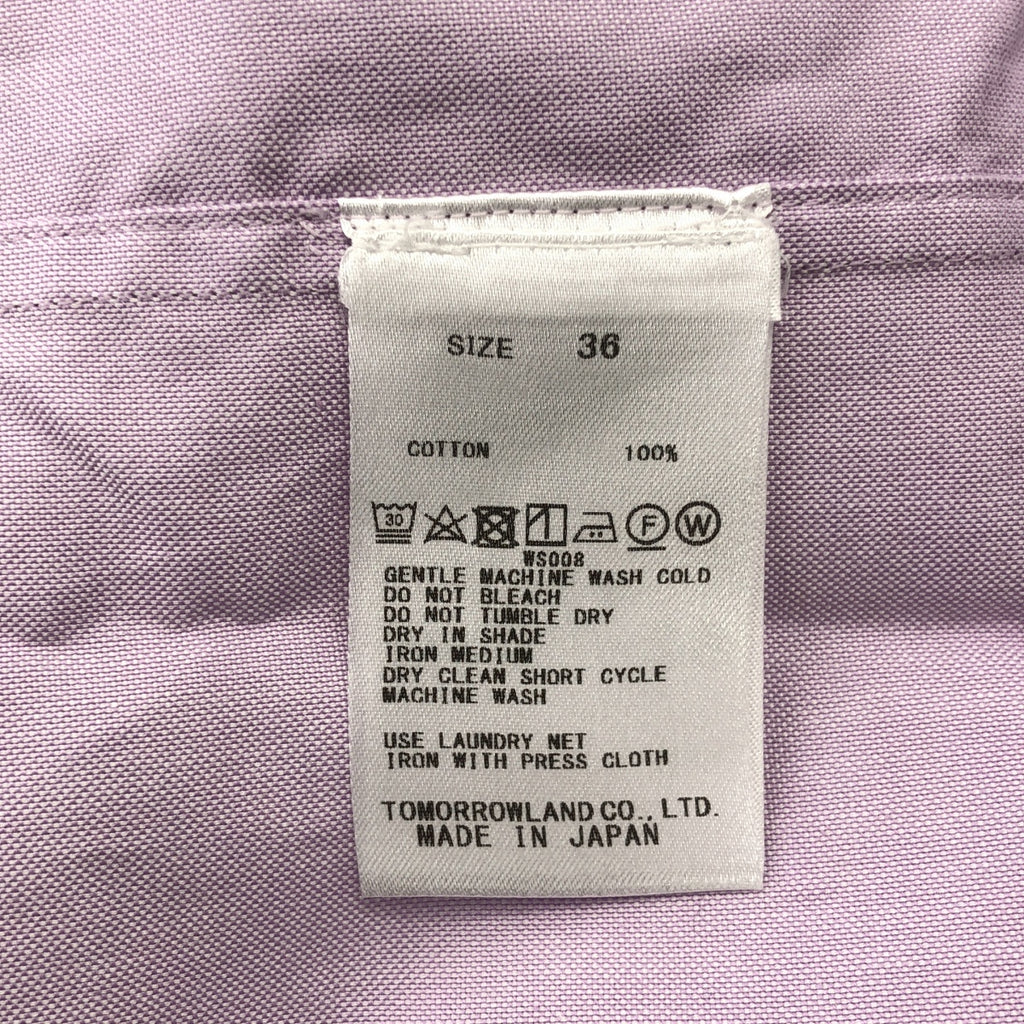 SIZE 36
COTTON 100%
30 F W
WS008
GENTLE MACHINE WASH COLD
DO NOT BLEACH
DO NOT TUMBLE DRY
DRY IN SHADE
IRON MEDIUM
DRY CLEAN SHORT CYCLE
MACHINE WASH
USE LAUNDRY NET
IRON WITH PRESS CLOTH
TOMORROWLAND CO., LTD.
MADE IN JAPAN